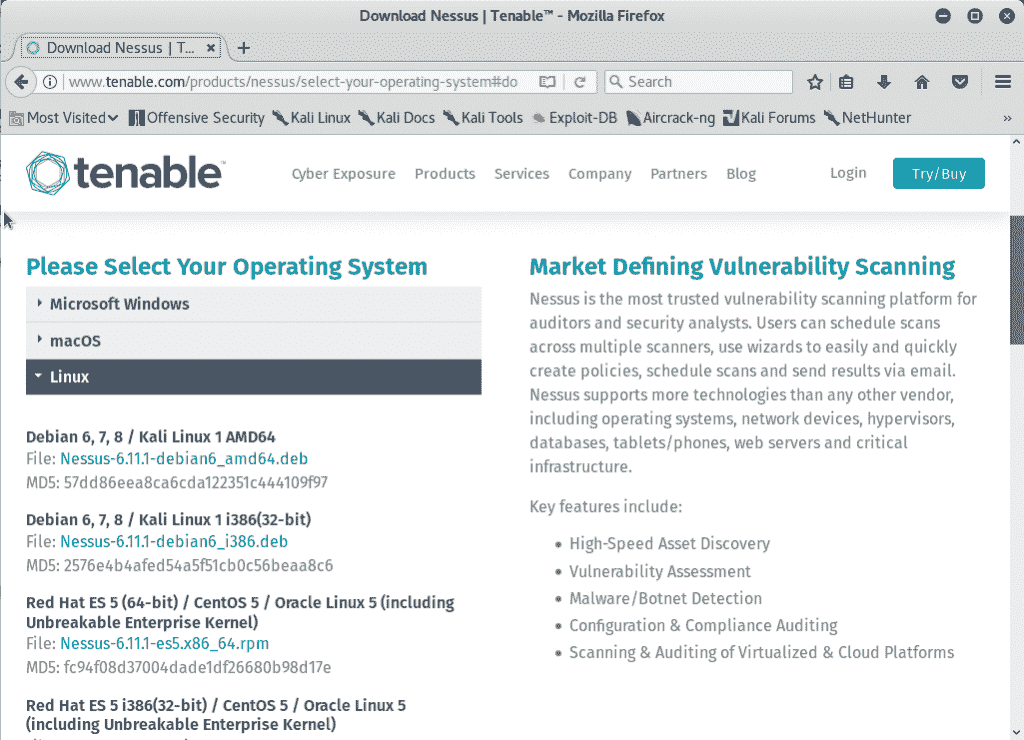 Download Nessus | Tenable™ - Mozilla Firefox
Download Nessus | T...
www.tenable.com/products/nessus/select-your-operating-system#do
Search
Most Visited
Offensive Security
Kali Linux
Kali Docs
Kali Tools
Exploit-DB
Aircrack-ng
Kali Forums
NetHunter
»
tenable™
Cyber Exposure
Products
Services
Company
Partners
Blog
Login
Try/Buy
Please Select Your Operating System
Microsoft Windows
macOS
Linux
Debian 6, 7, 8 / Kali Linux 1 AMD64
File: Nessus-6.11.1-debian6_amd64.deb
MD5: 57dd86eea8ca6cda122351c444109f97
Debian 6, 7, 8 / Kali Linux 1 i386(32-bit)
File: Nessus-6.11.1-debian6_i386.deb
MD5: 2576e4b4afed54a5f51cb0c56beaa8c6
Red Hat ES 5 (64-bit) / CentOS 5 / Oracle Linux 5 (including
Unbreakable Enterprise Kernel)
File: Nessus-6.11.1-es5.x86_64.rpm
MD5: fc94f08d37004dade1df26680b98d17e
Red Hat ES 5 i386(32-bit) / CentOS 5 / Oracle Linux 5
(including Unbreakable Enterprise Kernel)
Market Defining Vulnerability Scanning
Nessus is the most trusted vulnerability scanning platform for
auditors and security analysts. Users can schedule scans
across multiple scanners, use wizards to easily and quickly
create policies, schedule scans and send results via email.
Nessus supports more technologies than any other vendor,
including operating systems, network devices, hypervisors,
databases, tablets/phones, web servers and critical
infrastructure.
Key features include:
• High-Speed Asset Discovery
• Vulnerability Assessment
• Malware/Botnet Detection
• Configuration & Compliance Auditing
• Scanning & Auditing of Virtualized & Cloud Platforms